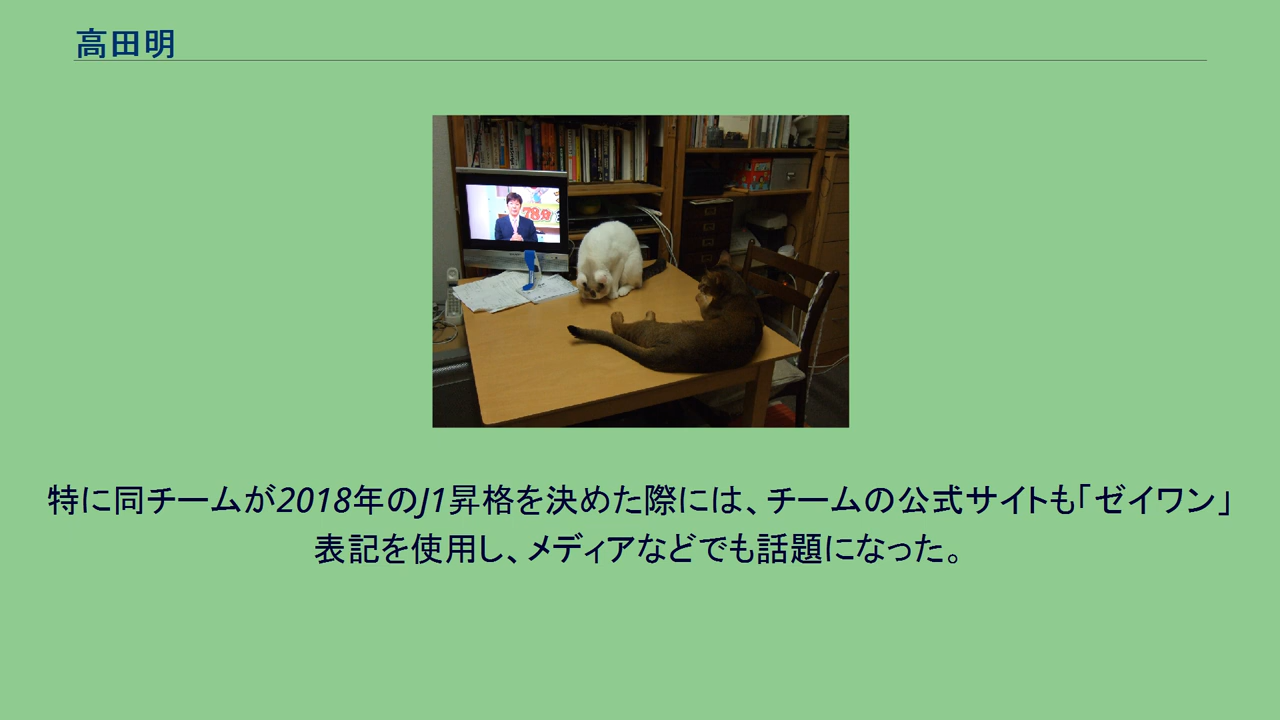 高田明
78分
特に同チームが2018年のJ1昇格を決めた際には、チームの公式サイトも「ゼイワン」
表記を使用し、メディアなどでも話題になった。